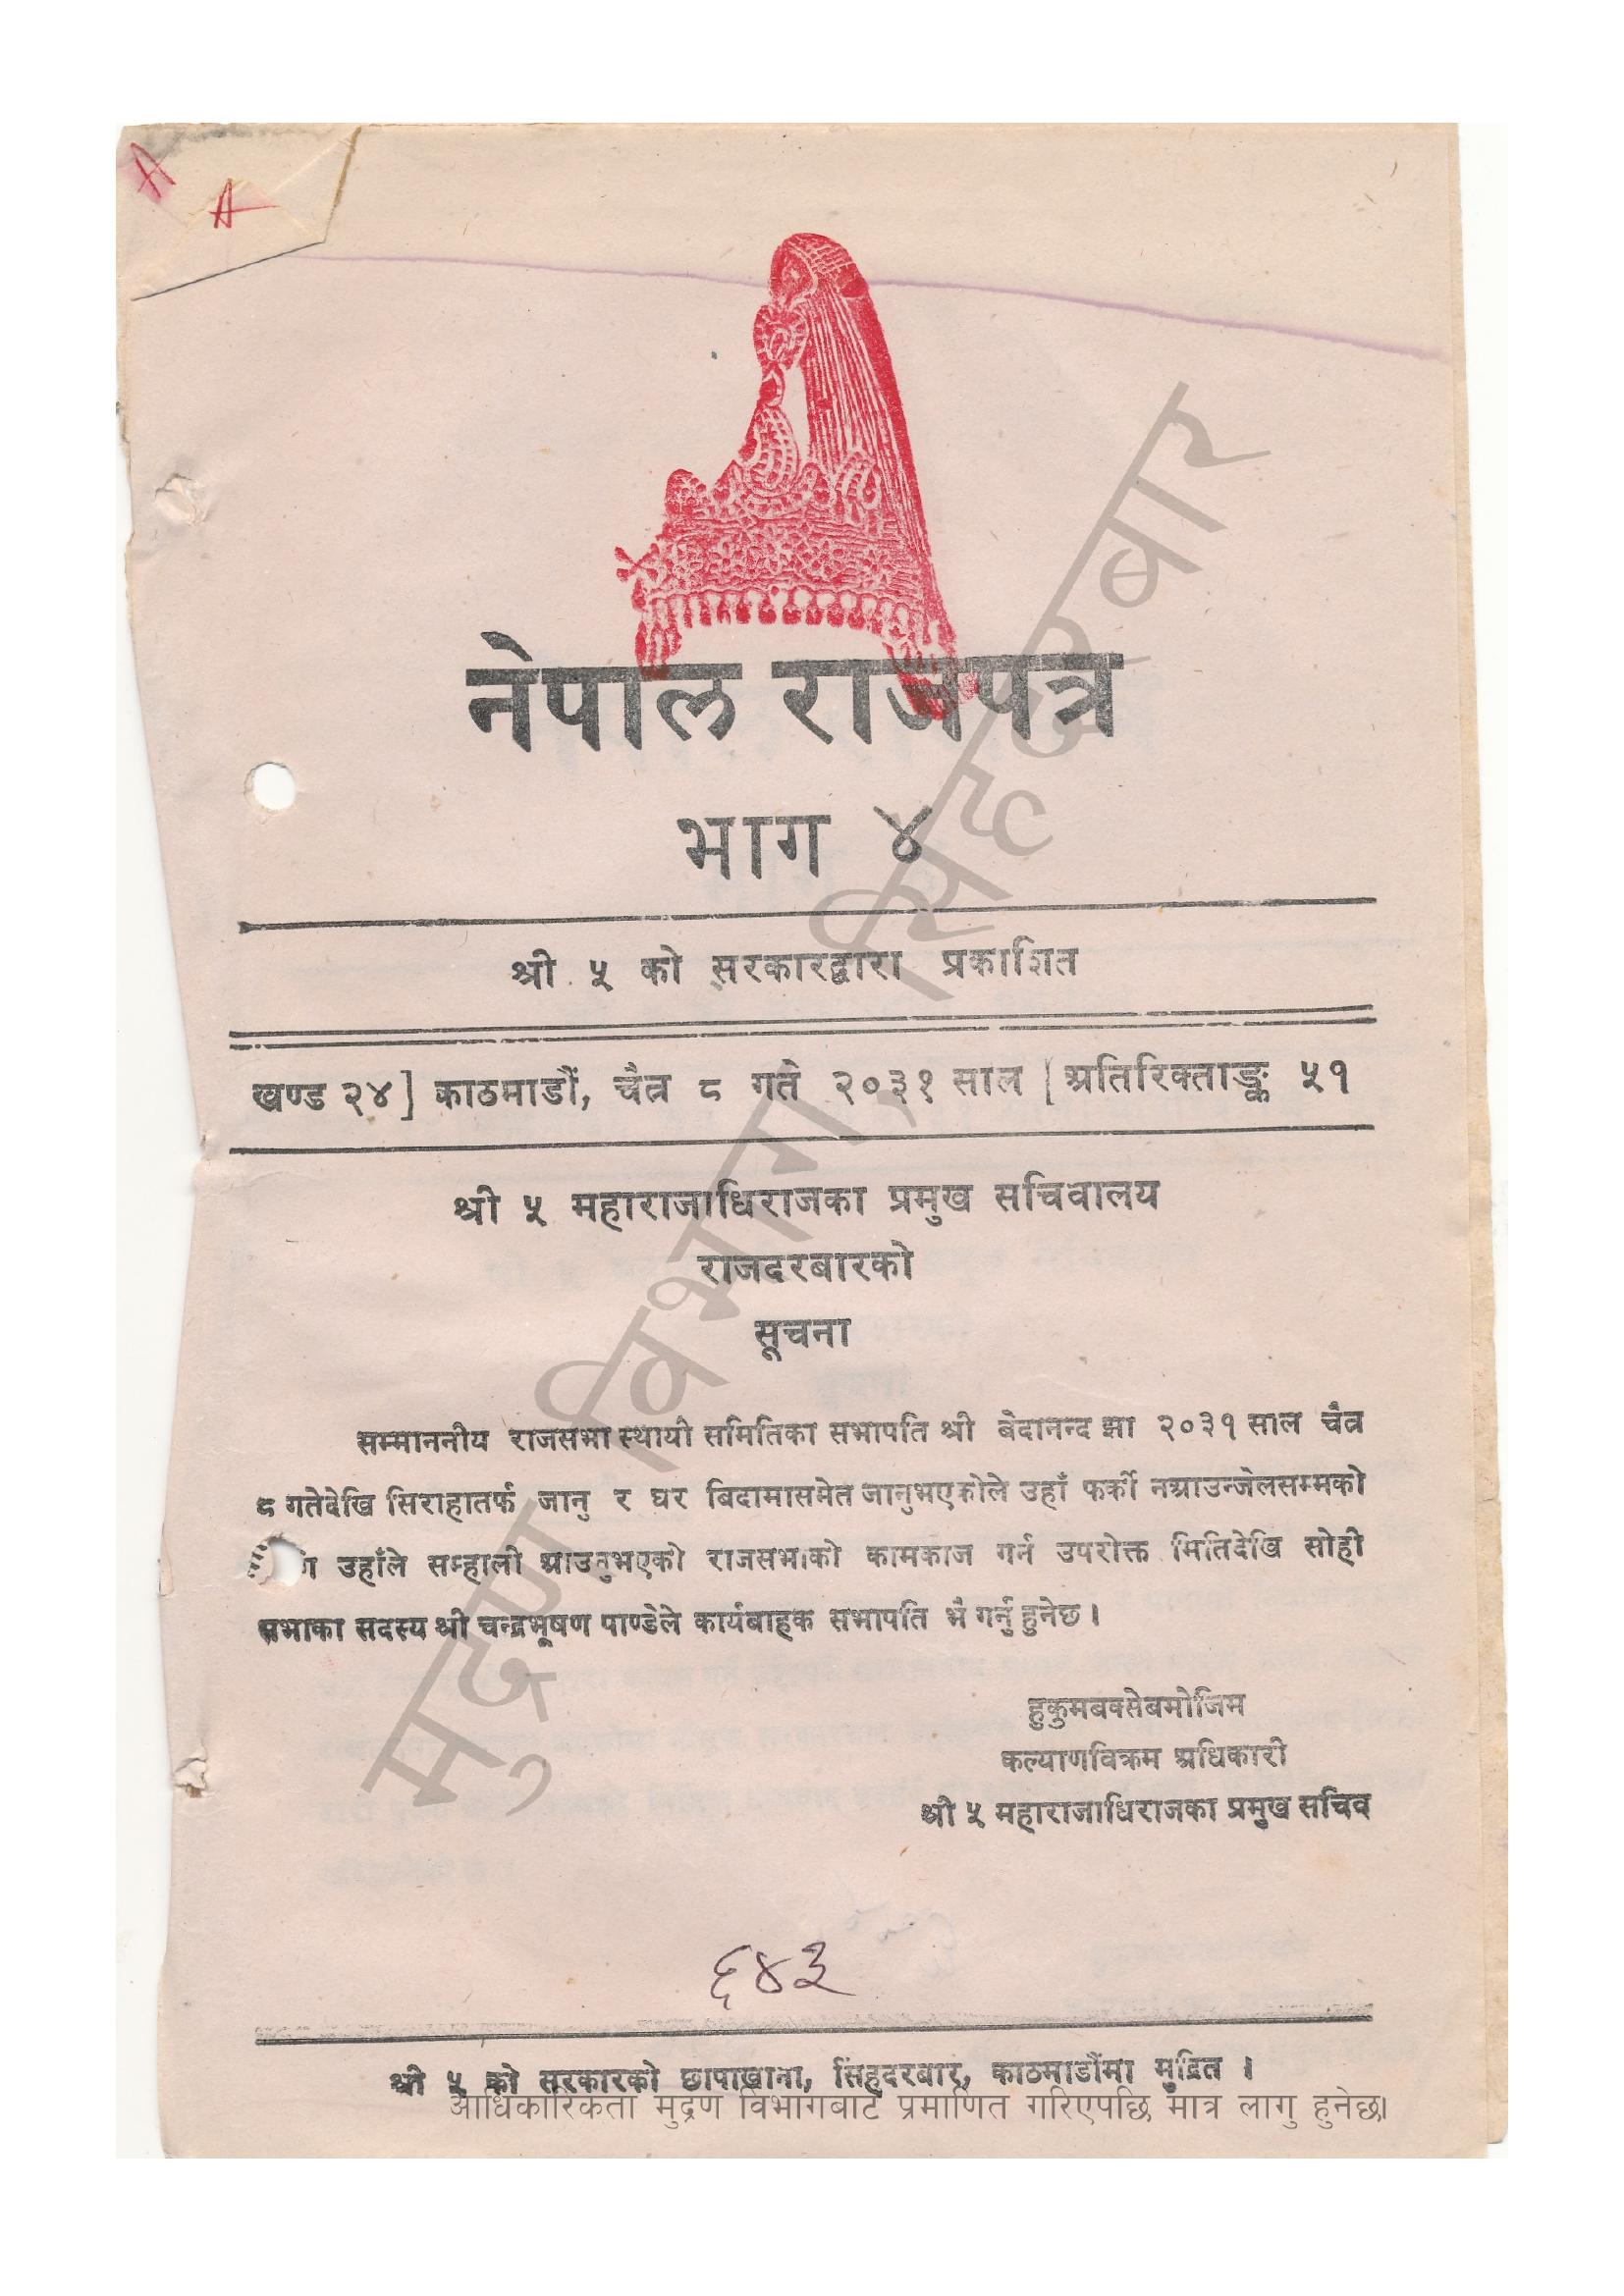 A
A
नेपाल राजपत्र
भाग ४
श्री ५ को सरकारद्वारा प्रकाशित
खण्ड २४] काठमाडौं, चैत्र ८ गते २०३१ साल [अतिरिक्ताङ्क ५१
श्री ५ महाराजाधिराजका प्रमुख सचिवालय
राजदरबारको
सूचना
सम्माननीय राजसभा स्थायी समितिका सभापति श्री बेदानन्द झा २०३१ साल चैत्र
८ गतेदेखि सिराहातर्फ जानु र घर बिदामासमेत जानुभएकोले उहाँ फर्की नआउन्जेलसम्मको
उहाँले सम्हाली आउनुभएको राजसभाको कामकाज गर्न उपरोक्त मितिदेखि सोही
सभाका सदस्य श्री चन्द्रभूषण पाण्डेले कार्यबाहक सभापति भै गर्नु हुनेछ।
हुकुमबक्सेबमोजिम
कल्याणविक्रम अधिकारी
श्री ५ महाराजाधिराजका प्रमुख सचिव
६४३
श्री ५ को सरकारको छापाखाना, सिंहदरबार, काठमाडौंमा मुद्रित ।
आधिकारिकता मुद्रण विभागबाट प्रमाणित गरिएपछि मात्र लागु हुनेछ।
मुद्रण विभाग, सिंहदरबार